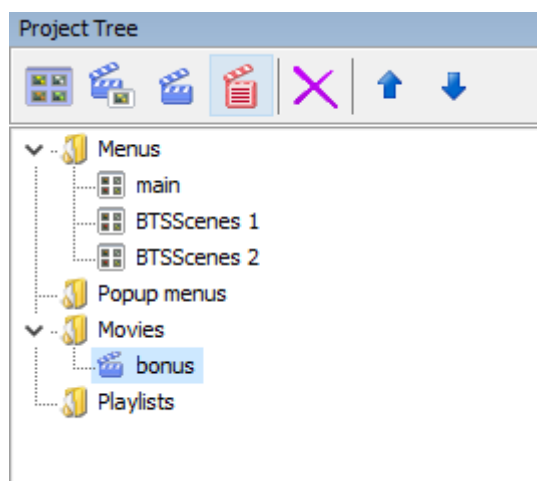 Project Tree
Menus
main
BTSScenes 1
BTSScenes 2
Popup menus
Movies
bonus
Playlists